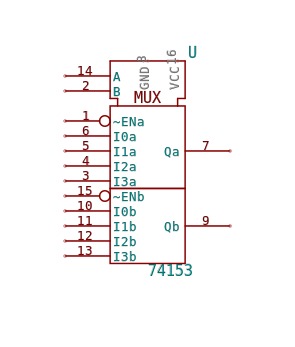 U
GND 8
VCC 16
14 A
2 B
MUX
1 ~ENa
6 I0a
5 I1a
Qa 7
4 I2a
3 I3a
15 ~ENb
10 I0b
11 I1b
Qb 9
12 I2b
13 I3b
74153